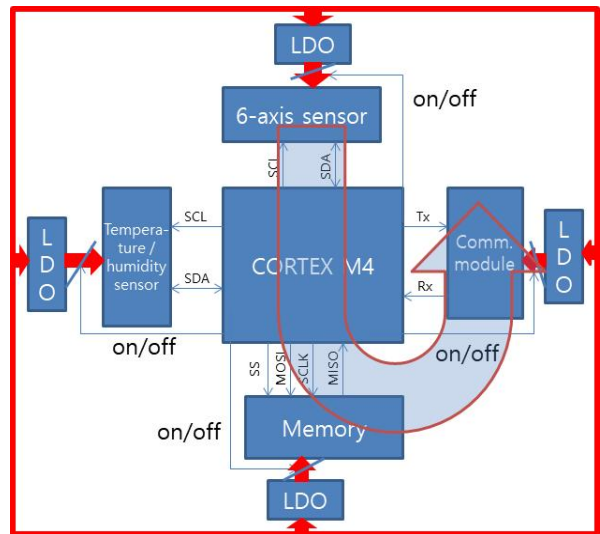 LDO
on/off
6-axis sensor
SCL
SDA
L
D
O
Tempera-
ture /
humidity
sensor
SCL
SDA
CORTEX M4
Tx
Rx
Comm.
module
L
D
O
on/off
on/off
SS
MOSI
SCLK
MISO
on/off
Memory
LDO